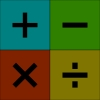 + −
× ÷